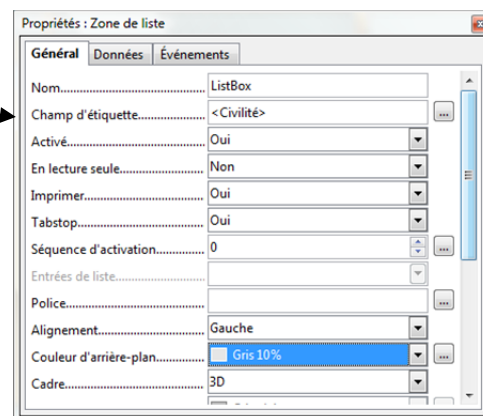 Propriétés : Zone de liste
Général Données Événements
Nom............................................ ListBox
Champ d'étiquette................. <Civilité> ...
Activé......................................... Oui
En lecture seule...................... Non
Imprimer................................... Oui
Tabstop..................................... Oui
Séquence d'activation............. 0 ...
Entrées de liste........................
Police......................................... ...
Alignement............................... Gauche
Couleur d'arrière-plan............ Gris 10% ...
Cadre.......................................... 3D